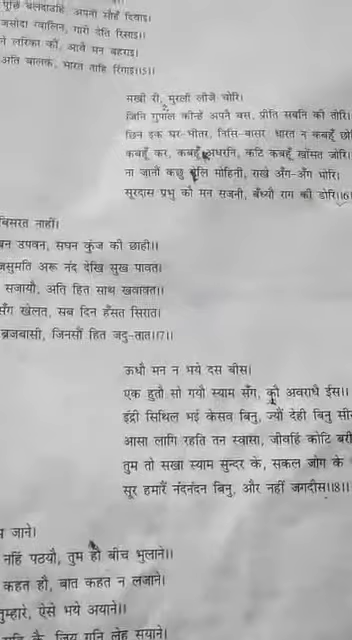 पूछि बलदाउहिं अपनी सौंहँ दिवाइ।
जसोदा ग्वालिन, गारी देति रिसाइ।
लरिका कौं, आवै मन बहराइ।
अति बालक, मारत ताहि रिंगाइ।।5।।
सखी री, मुरली लीजै चोरि।
जिनि गुपाल कीन्हें अपनै बस, प्रीति सबनि की तोरि।
छिन इक घर-भीतर, निसि-बासर, धरत न कबहूँ
कबहूँ कर, कबहूँ अधरनि, कटि कबहूँ खोंसत जोरि।
ना जानौं कछु मेलि मोहिनी, राखे अँग-अँग भोरि।
सूरदास प्रभु कौ मन सजनी, बँध्यौ राग की डोरि।।6
बिसरत नाहीं।
उपवन, सघन कुंज की छाहीं।।
जसुमति अरू नंद देखि सुख पावत।
सजायौ, अति हित साथ खवावत।।
सँग खेलत, सब दिन हँसत सिरात।
ब्रजबासी, जिनसौं हित जदु-तात।।7।।
ऊधौ मन न भये दस बीस।
एक हुतौ सो गयौ स्याम सँग, कौ अवराधै ईस।।
इंद्री सिथिल भई केसव बिनु, ज्यौं देही बिनु
आसा लागि रहति तन स्वासा, जीवहिं कोटि
तुम तो सखा स्याम सुन्दर के, सकल जोग के
सूर हमारैं नंदनंदन बिनु, और नहीं जगदीस।।8।।
जाने।
नहिं पठयौ, तुम हौ बीच भुलाने।।
कहत हौ, बात कहत न लजाने।
तुम्हारे, ऐसे भये अयाने।।
कै, जिय गुनि लेहु सयाने।